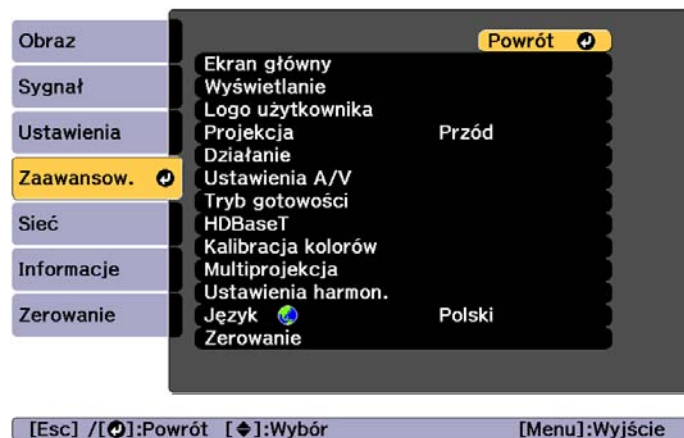 Obraz
Sygnał
Ustawienia
Zaawansow.
Sieć
Informacje
Zerowanie
Powrót
Ekran główny
Wyświetlanie
Logo użytkownika
Projekcja Przód
Działanie
Ustawienia A/V
Tryb gotowości
HDBaseT
Kalibracja kolorów
Multiprojekcja
Ustawienia harmon.
Język Polski
Zerowanie
[Esc] /[ ]:Powrót [ ]:Wybór [Menu]:Wyjście